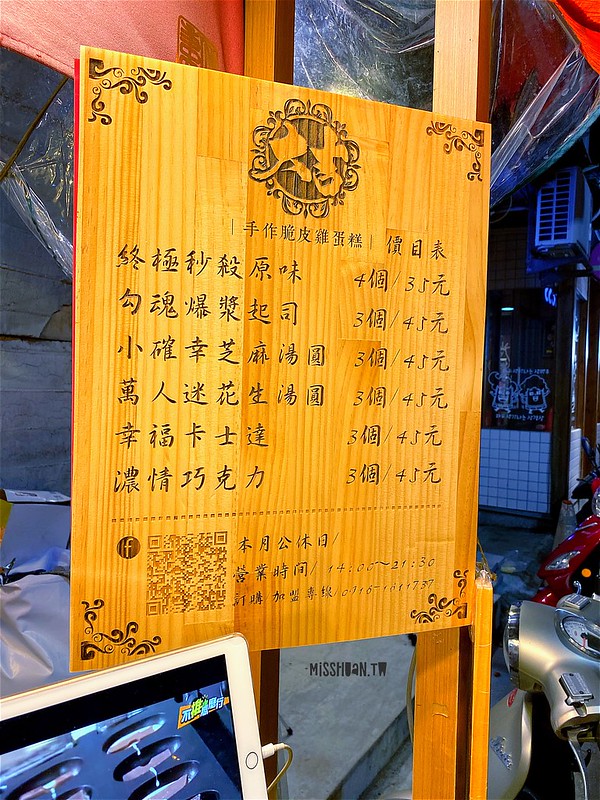 ｜手作脆皮雞蛋糕｜ 價目表
終極秒殺原味 4個/35元
勾魂爆漿起司 3個/45元
小確幸芝麻湯圓 3個/45元
萬人迷花生湯圓 3個/45元
幸福卡士達 3個/45元
濃情巧克力 3個/45元
本月公休日/
營業時間/ 14:00~21:30
訂購加盟專線/0916-1611737
MISSHUAN.TW